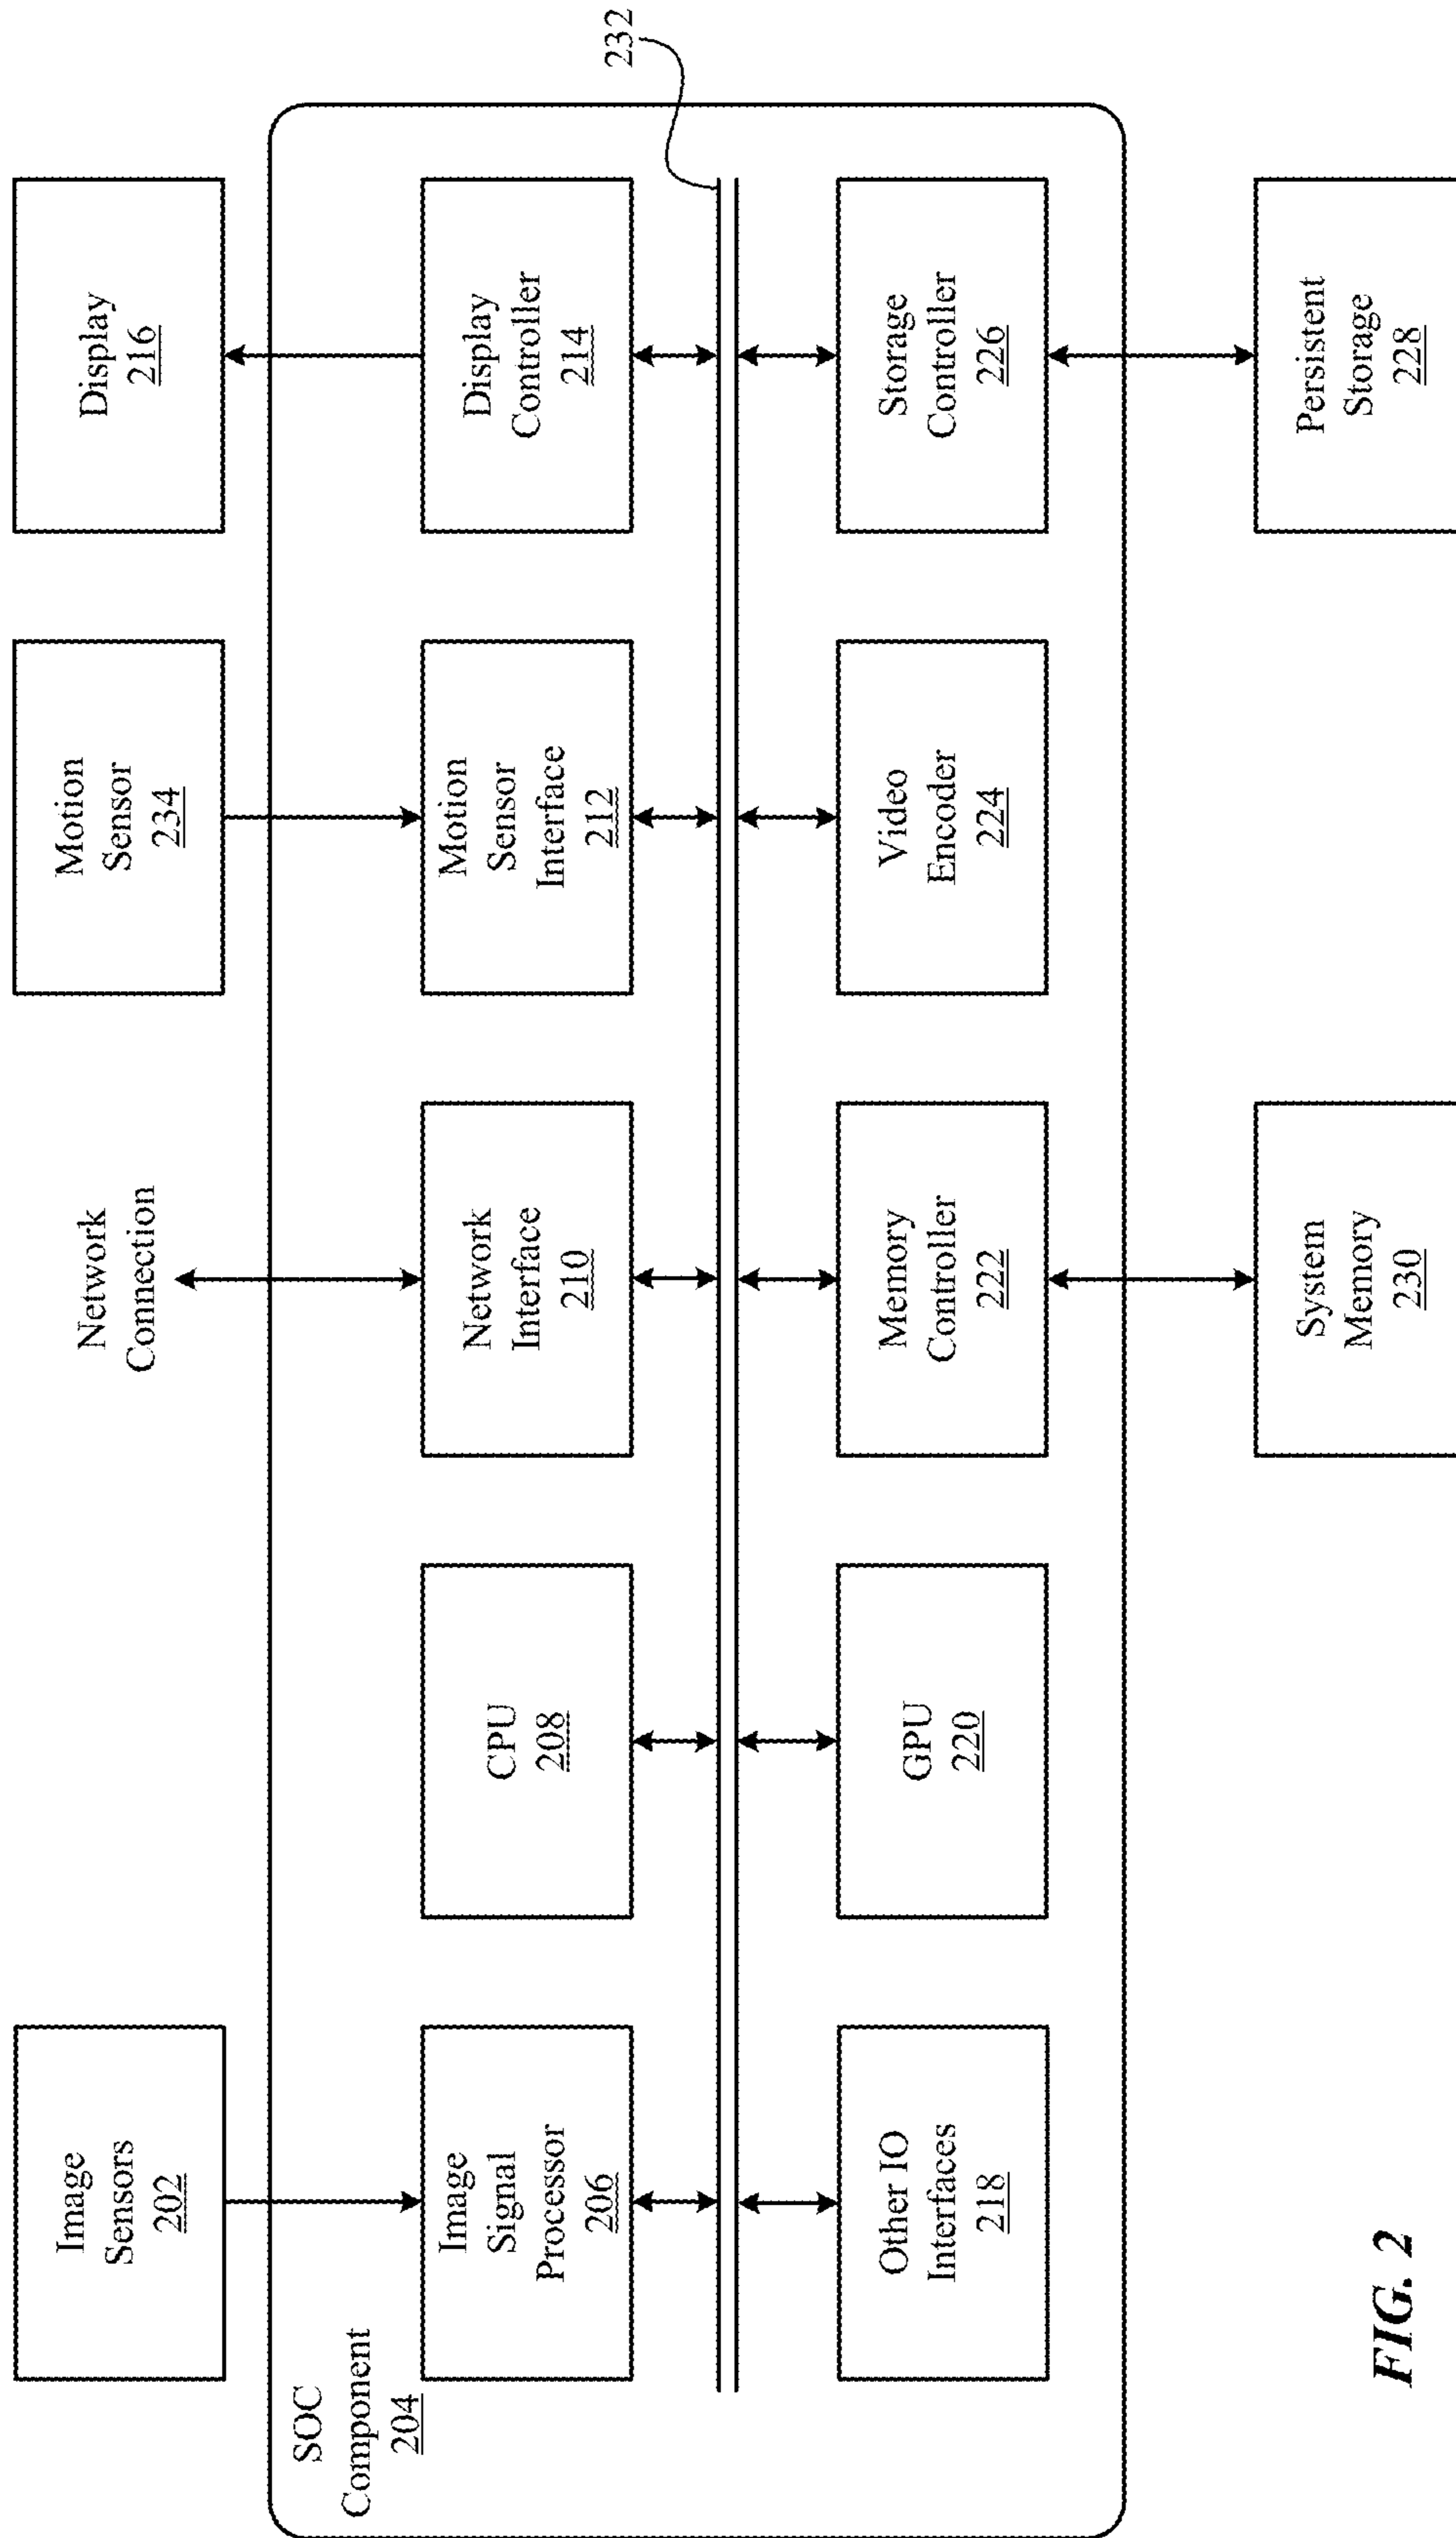 Image
Sensors
202
Network
Connection
Motion
Sensor
234
Display
216
SOC
Component
204
Image
Signal
Processor
206
CPU
208
Network
Interface
210
Motion
Sensor
Interface
212
Display
Controller
214
232
Other IO
Interfaces
218
GPU
220
Memory
Controller
222
Video
Encoder
224
Storage
Controller
226
System
Memory
230
Persistent
Storage
228
FIG. 2